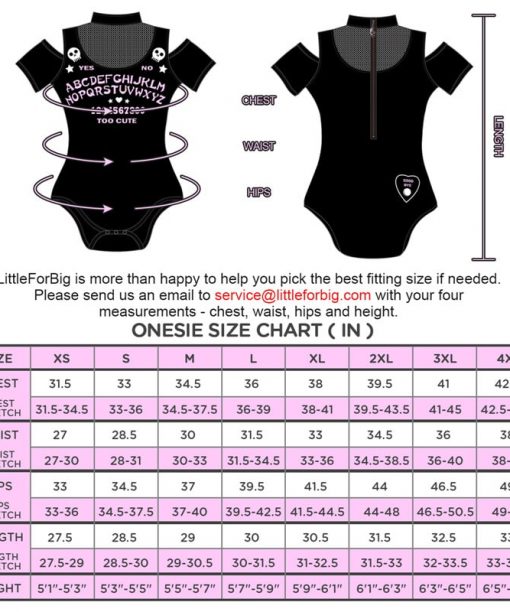 YES NO
ABCDEFGHIJKLM
NOPQRSTUVWXYZ
TOO CUTE
CHEST
WAIST
HIPS
LENGTH
GOOD
BYE
LittleForBig is more than happy to help you pick the best fitting size if needed.
Please send us an email to service@littleforbig.com with your four
measurements - chest, waist, hips and height.
ONESIE SIZE CHART ( IN )
ZE XS S M L XL 2XL 3XL 4X
EST 31.5 33 34.5 36 38 39.5 41 42
EST
ETCH 31.5-34.5 33-36 34.5-37.5 36-39 38-41 39.5-43.5 41-45 42.5-
IST 27 28.5 30 31.5 33 34.5 36 38
IST
ETCH 27-30 28-31 30-33 31.5-34.5 33-36 34.5-38.5 36-40 38-
PS 33 34.5 37 39.5 41.5 44 46.5 49
PS
ETCH 33-36 34.5-37.5 37-40 39.5-42.5 41.5-44.5 44-48 46.5-50.5 49-
GTH 27.5 28.5 29 30 30.5 31.5 32.5 33
GTH
ETCH 27.5-29 28.5-30 29-30.5 30-31.5 31-32.5 31.5-33 32-33.5 3
IGHT 5'1"-5'3" 5'3"-5'5" 5'5"-5'7" 5'7"-5'9" 5'9"-6'1" 6'1"-6'3" 6'3"-6'5" 6'5"-